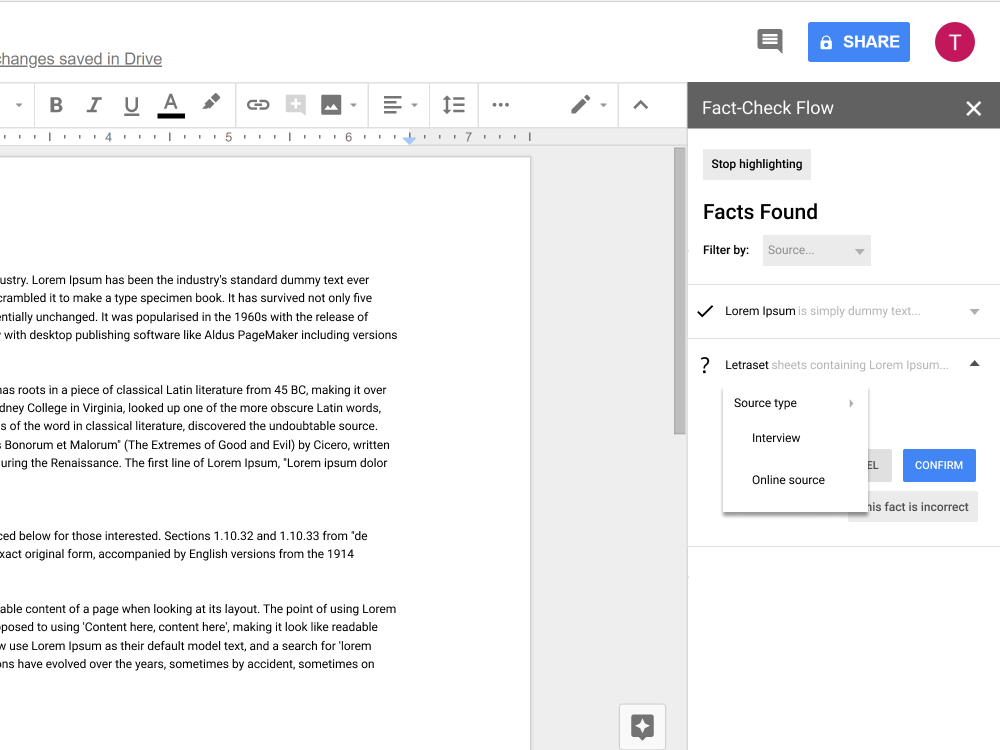 changes saved in Drive
SHARE
T
B I U A
4 5 6 7
Fact-Check Flow
Stop highlighting
Facts Found
Filter by: Source...
Lorem Ipsum is simply dummy text...
? Letraset sheets containing Lorem Ipsum...
Source type
Interview
Online source
EL
CONFIRM
his fact is incorrect
ustry. Lorem Ipsum has been the industry's standard dummy text ever
crambled it to make a type specimen book. It has survived not only five
entially unchanged. It was popularised in the 1960s with the release of
with desktop publishing software like Aldus PageMaker including versions
has roots in a piece of classical Latin literature from 45 BC, making it over
dney College in Virginia, looked up one of the more obscure Latin words,
s of the word in classical literature, discovered the undoubtable source.
s Bonorum et Malorum" (The Extremes of Good and Evil) by Cicero, written
uring the Renaissance. The first line of Lorem Ipsum, "Lorem ipsum dolor
ced below for those interested. Sections 1.10.32 and 1.10.33 from "de
exact original form, accompanied by English versions from the 1914
able content of a page when looking at its layout. The point of using Lorem
posed to using 'Content here, content here', making it look like readable
w use Lorem Ipsum as their default model text, and a search for 'lorem
ons have evolved over the years, sometimes by accident, sometimes on